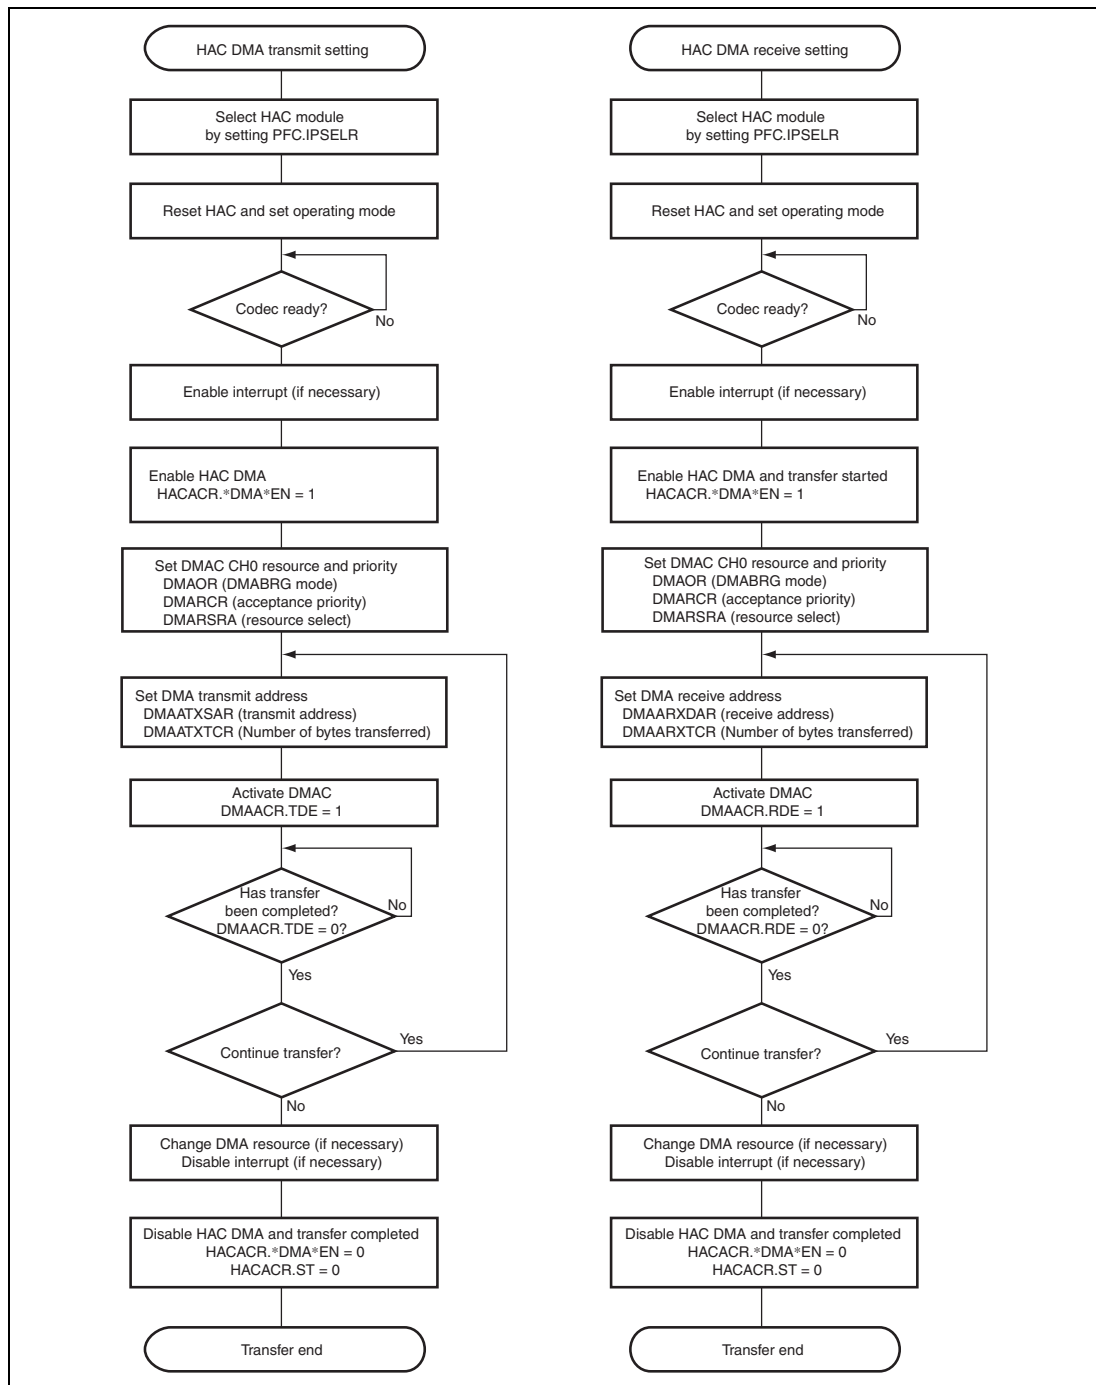 HAC DMA transmit setting
Select HAC module
by setting PFC.IPSELR
Reset HAC and set operating mode
Codec ready?
No
Enable interrupt (if necessary)
Enable HAC DMA
HACACR.*DMA*EN = 1
Set DMAC CH0 resource and priority
DMAOR (DMABRG mode)
DMARCR (acceptance priority)
DMARSRA (resource select)
Set DMA transmit address
DMAATXSAR (transmit address)
DMAATXTCR (Number of bytes transferred)
Activate DMAC
DMAACR.TDE = 1
Has transfer
been completed?
DMAACR.TDE = 0?
No
Yes
Continue transfer?
Yes
No
Change DMA resource (if necessary)
Disable interrupt (if necessary)
Disable HAC DMA and transfer completed
HACACR.*DMA*EN = 0
HACACR.ST = 0
Transfer end
HAC DMA receive setting
Select HAC module
by setting PFC.IPSELR
Reset HAC and set operating mode
Codec ready?
No
Enable interrupt (if necessary)
Enable HAC DMA and transfer started
HACACR.*DMA*EN = 1
Set DMAC CH0 resource and priority
DMAOR (DMABRG mode)
DMARCR (acceptance priority)
DMARSRA (resource select)
Set DMA receive address
DMAARXDAR (receive address)
DMAARXTCR (Number of bytes transferred)
Activate DMAC
DMAACR.RDE = 1
Has transfer
been completed?
DMAACR.RDE = 0?
No
Yes
Continue transfer?
Yes
No
Change DMA resource (if necessary)
Disable interrupt (if necessary)
Disable HAC DMA and transfer completed
HACACR.*DMA*EN = 0
HACACR.ST = 0
Transfer end